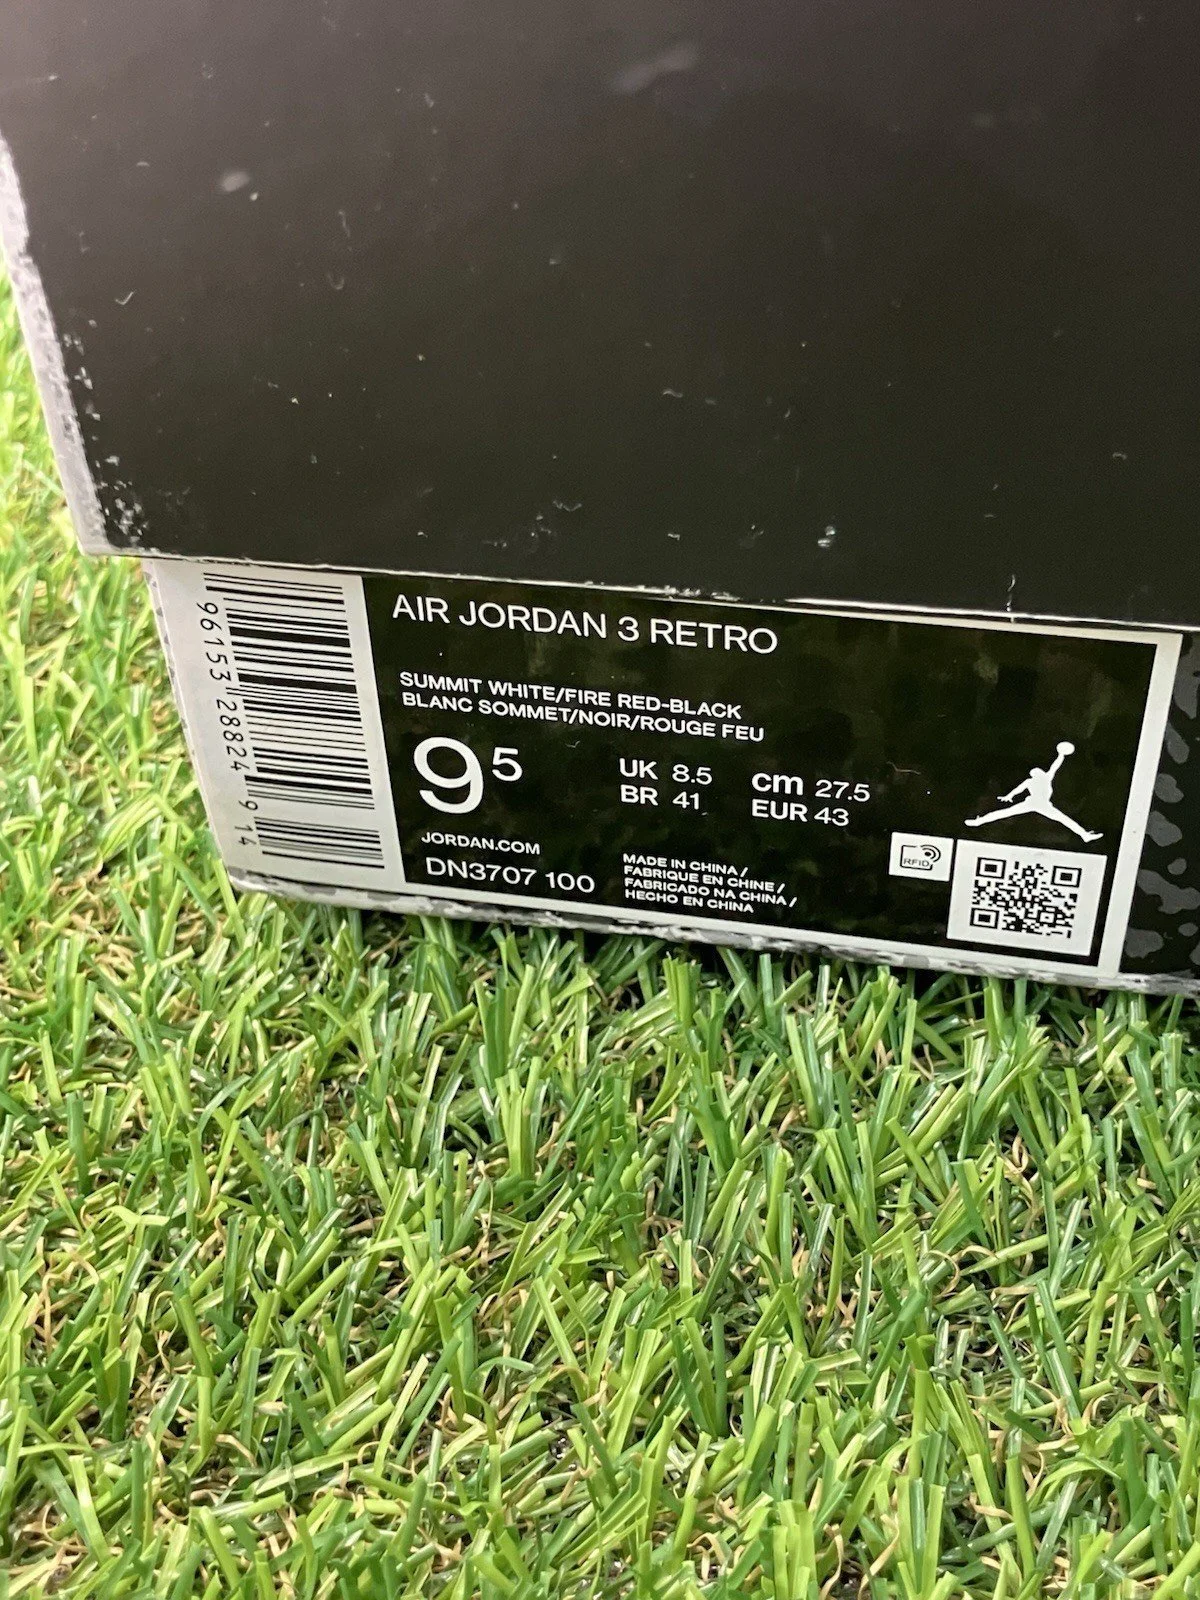 AIR JORDAN 3 RETRO
SUMMIT WHITE/FIRE RED-BLACK
BLANC SOMMET/NOIR/ROUGE FEU
9⁵
UK 8.5 cm 27.5
BR 41 EUR 43
JORDAN.COM
DN3707 100
MADE IN CHINA /
FABRIQUE EN CHINE /
FABRICADO NA CHINA /
HECHO EN CHINA
RFID
96153 28824 9 14